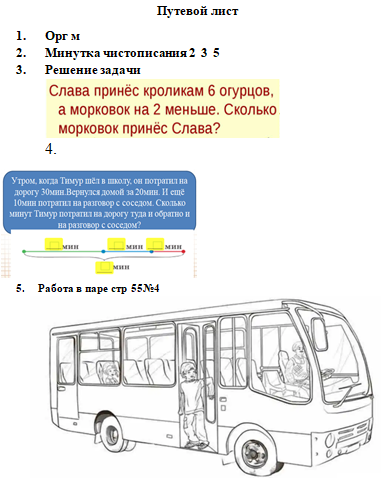 Путевой лист
1. Орг м
2. Минутка чистописания 2 3 5
3. Решение задачи
Слава принёс кроликам 6 огурцов,
а морковок на 2 меньше. Сколько
морковок принёс Слава?
4.
Утром, когда Тимур шёл в школу, он потратил на
дорогу 30мин.Вернулся домой за 20мин. И ещё
10мин потратил на разговор с соседом. Сколько
минут Тимур потратил на дорогу туда и обратно и
на разговор с соседом?
мин мин мин
мин
5. Работа в паре стр 55№4